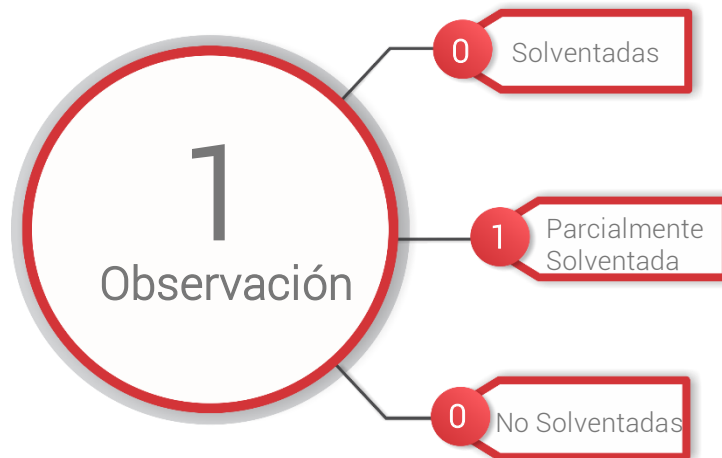 1
Observación
0
Solventadas
1
Parcialmente
Solventada
0
No Solventadas